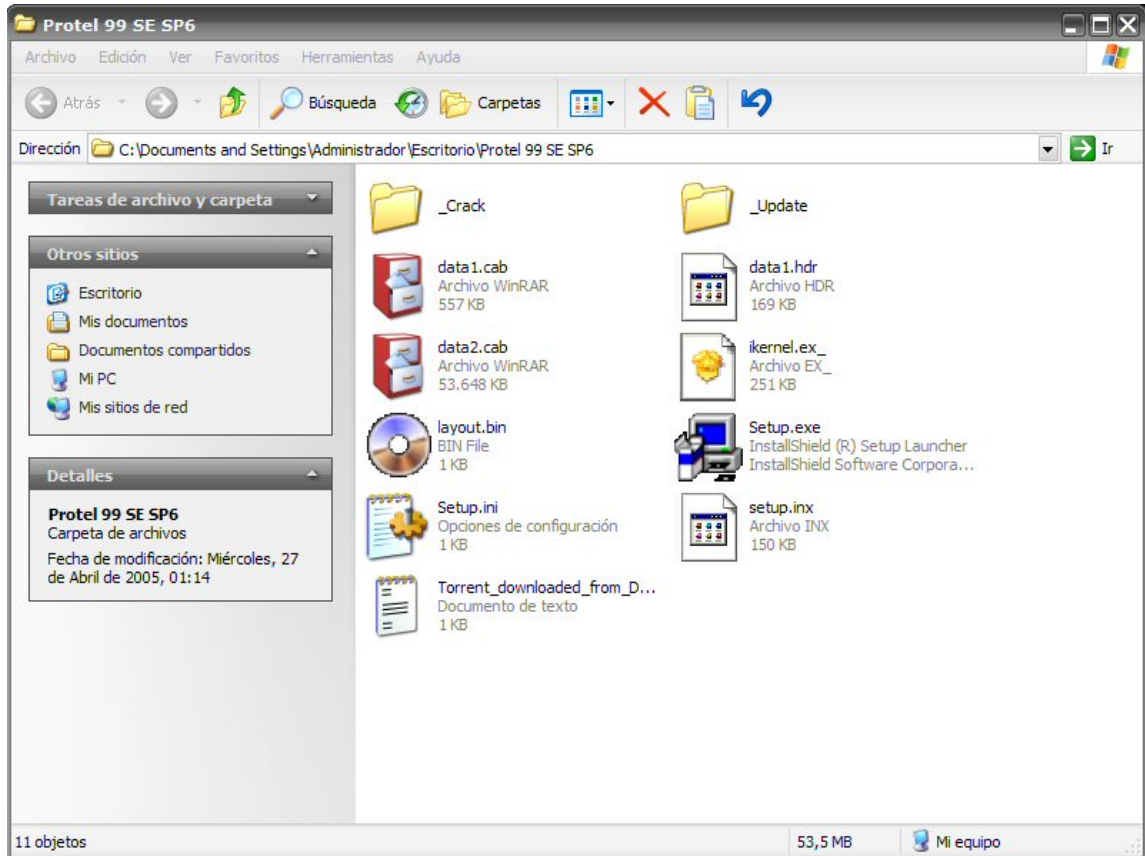 Protel 99 SE SP6
Archivo Edición Ver Favoritos Herramientas Ayuda
Atrás Búsqueda Carpetas
Dirección C:\Documents and Settings\Administrador\Escritorio\Protel 99 SE SP6 Ir
Tareas de archivo y carpeta
Otros sitios
Escritorio
Mis documentos
Documentos compartidos
Mi PC
Mis sitios de red
Detalles
Protel 99 SE SP6
Carpeta de archivos
Fecha de modificación: Miércoles, 27
de Abril de 2005, 01:14
_Crack
_Update
data1.cab
Archivo WinRAR
557 KB
data1.hdr
Archivo HDR
169 KB
data2.cab
Archivo WinRAR
53.648 KB
ikernel.ex_
Archivo EX_
251 KB
layout.bin
BIN File
1 KB
Setup.exe
InstallShield (R) Setup Launcher
InstallShield Software Corpora...
Setup.ini
Opciones de configuración
1 KB
setup.inx
Archivo INX
150 KB
Torrent_downloaded_from_D...
Documento de texto
1 KB
11 objetos
53,5 MB
Mi equipo